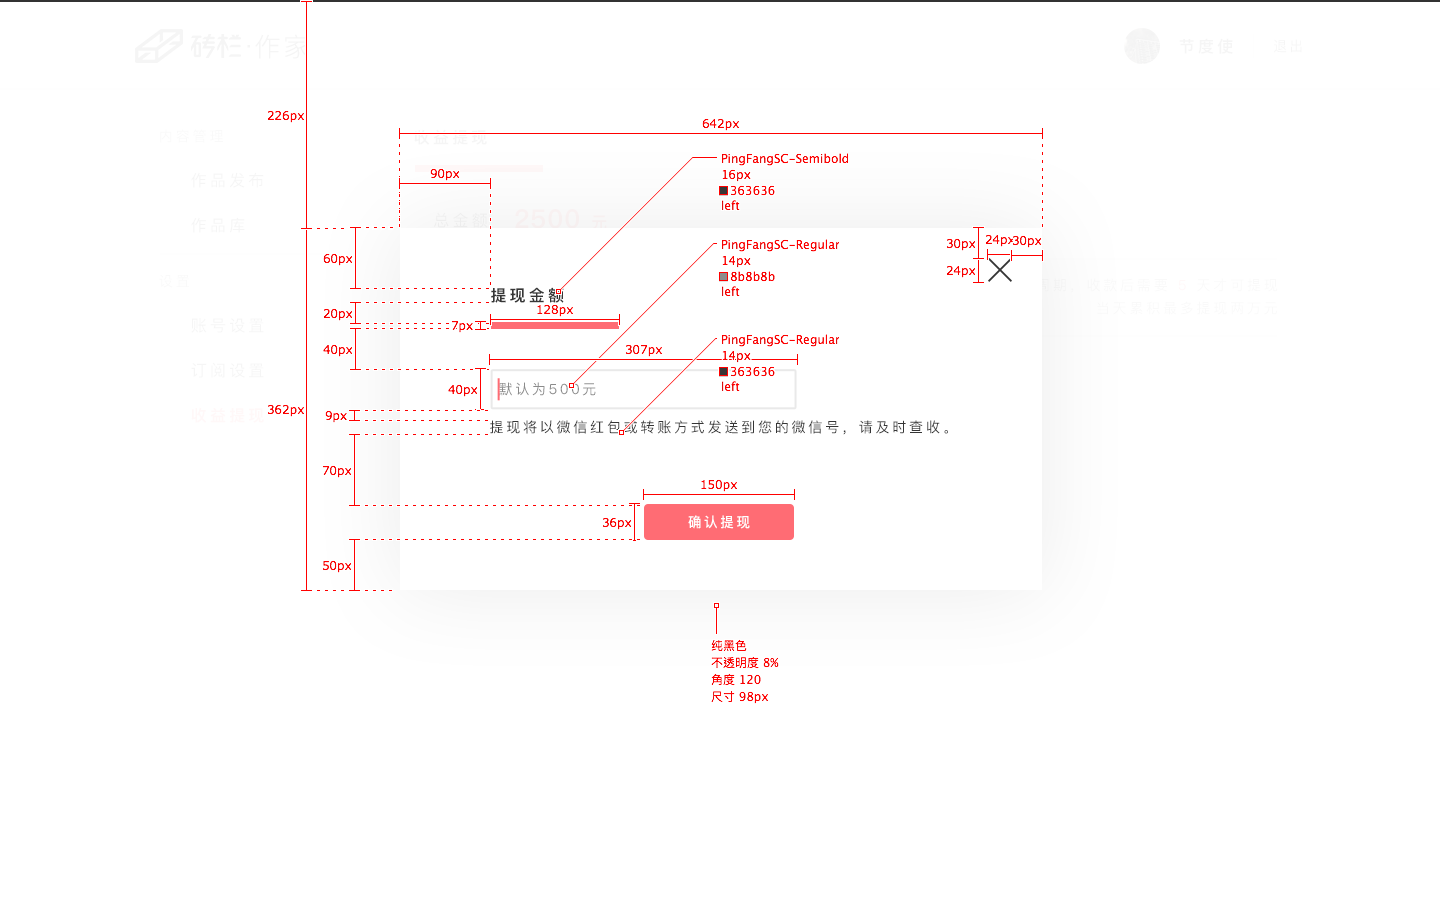 砖栏·作家
节度使
退出
226px
内容管理
642px
收益提现
PingFangSC-Semibold
16px
363636
left
90px
作品发布
总金额 2500 元
作品库
PingFangSC-Regular
14px
8b8b8b
left
30px
24px
30px
24px
60px
提现金额
128px
20px
7px
账号设置
PingFangSC-Regular
14px
363636
left
307px
40px
订阅设置
40px
默认为500元
362px
收益提现
9px
提现将以微信红包或转账方式发送到您的微信号，请及时查收。
70px
150px
36px
确认提现
50px
纯黑色
不透明度 8%
角度 120
尺寸 98px